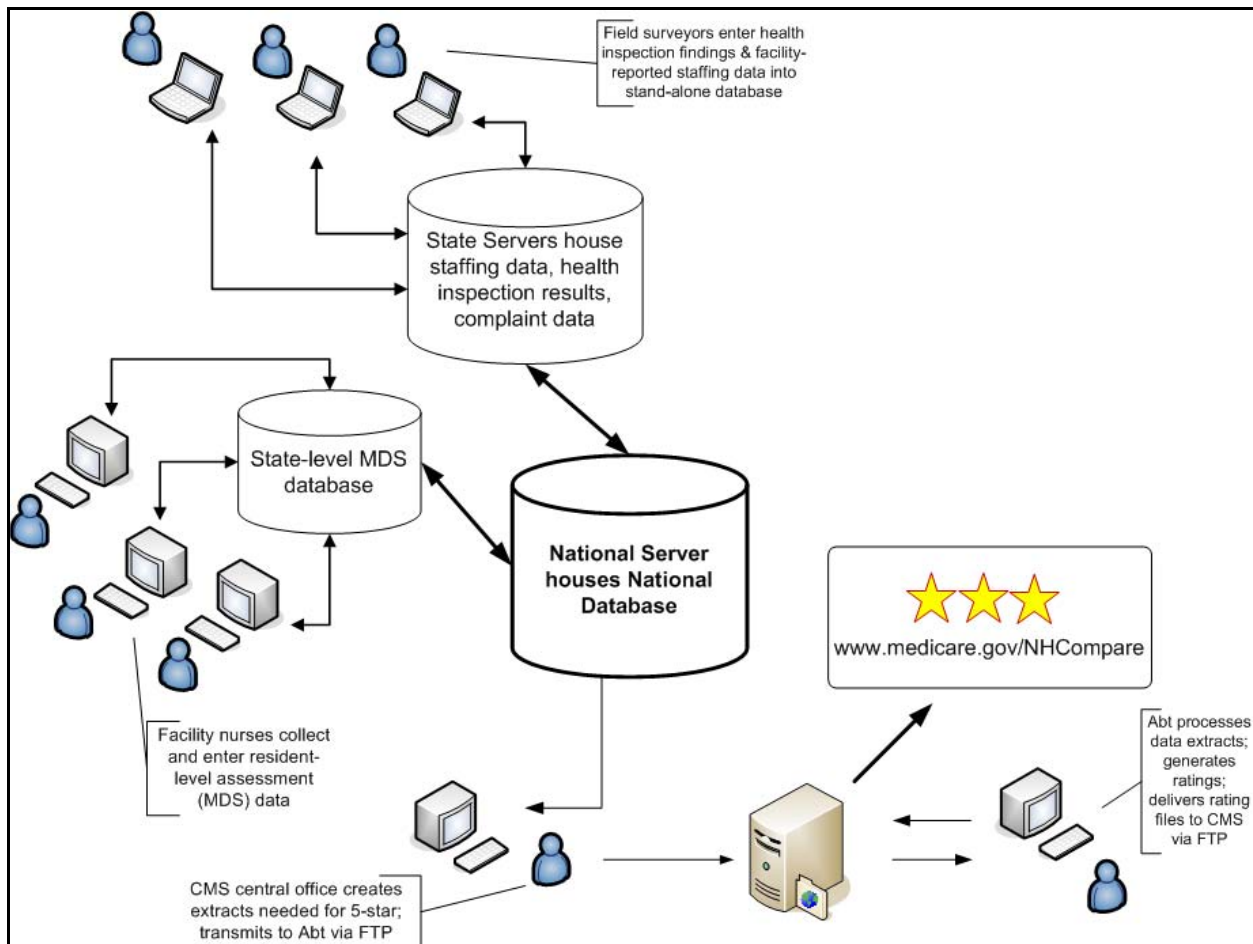 Field surveyors enter health
inspection findings & facility-
reported staffing data into
stand-alone database
State Servers house
staffing data, health
inspection results,
complaint data
State-level MDS
database
National Server
houses National
Database
www.medicare.gov/NHCompare
Facility nurses collect
and enter resident-
level assessment
(MDS) data
Abt processes
data extracts;
generates
ratings;
delivers rating
files to CMS
via FTP
CMS central office creates
extracts needed for 5-star;
transmits to Abt via FTP